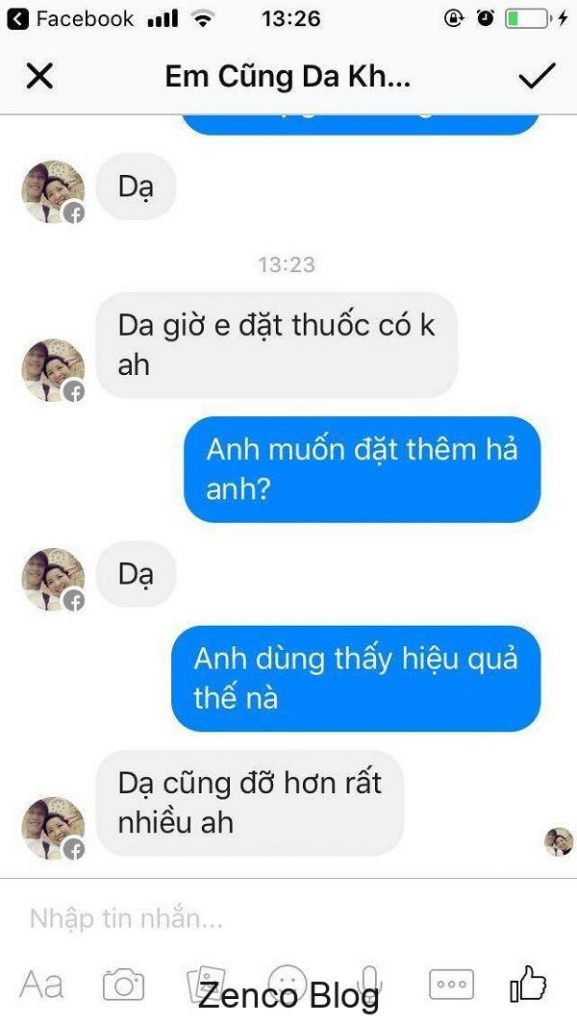 Facebook 13:26
Em Cũng Da Kh...
Dạ
13:23
Da giờ e đặt thuốc có k
ah
Anh muốn đặt thêm hả
anh?
Dạ
Anh dùng thấy hiệu quả
thế nà
Dạ cũng đỡ hơn rất
nhiều ah
Nhập tin nhắn...
Aa
Zenco Blog